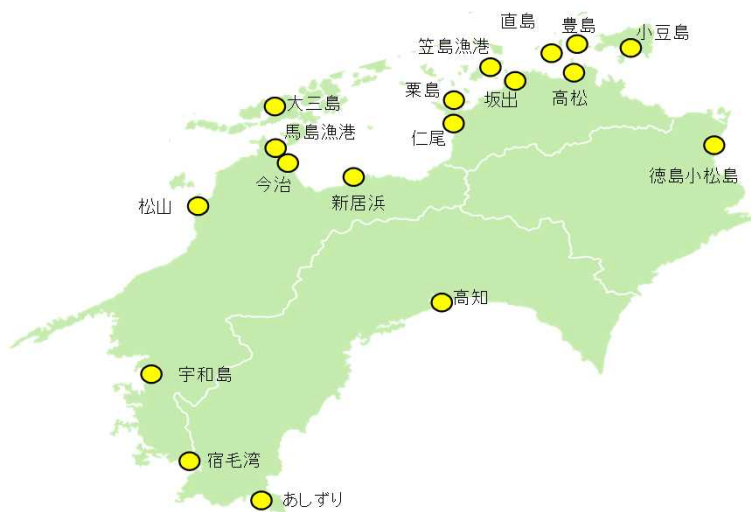 直島
豊島
小豆島
笠島漁港
粟島
坂出
高松
大三島
馬島漁港
仁尾
徳島小松島
今治
新居浜
松山
高知
宇和島
宿毛湾
あしずり